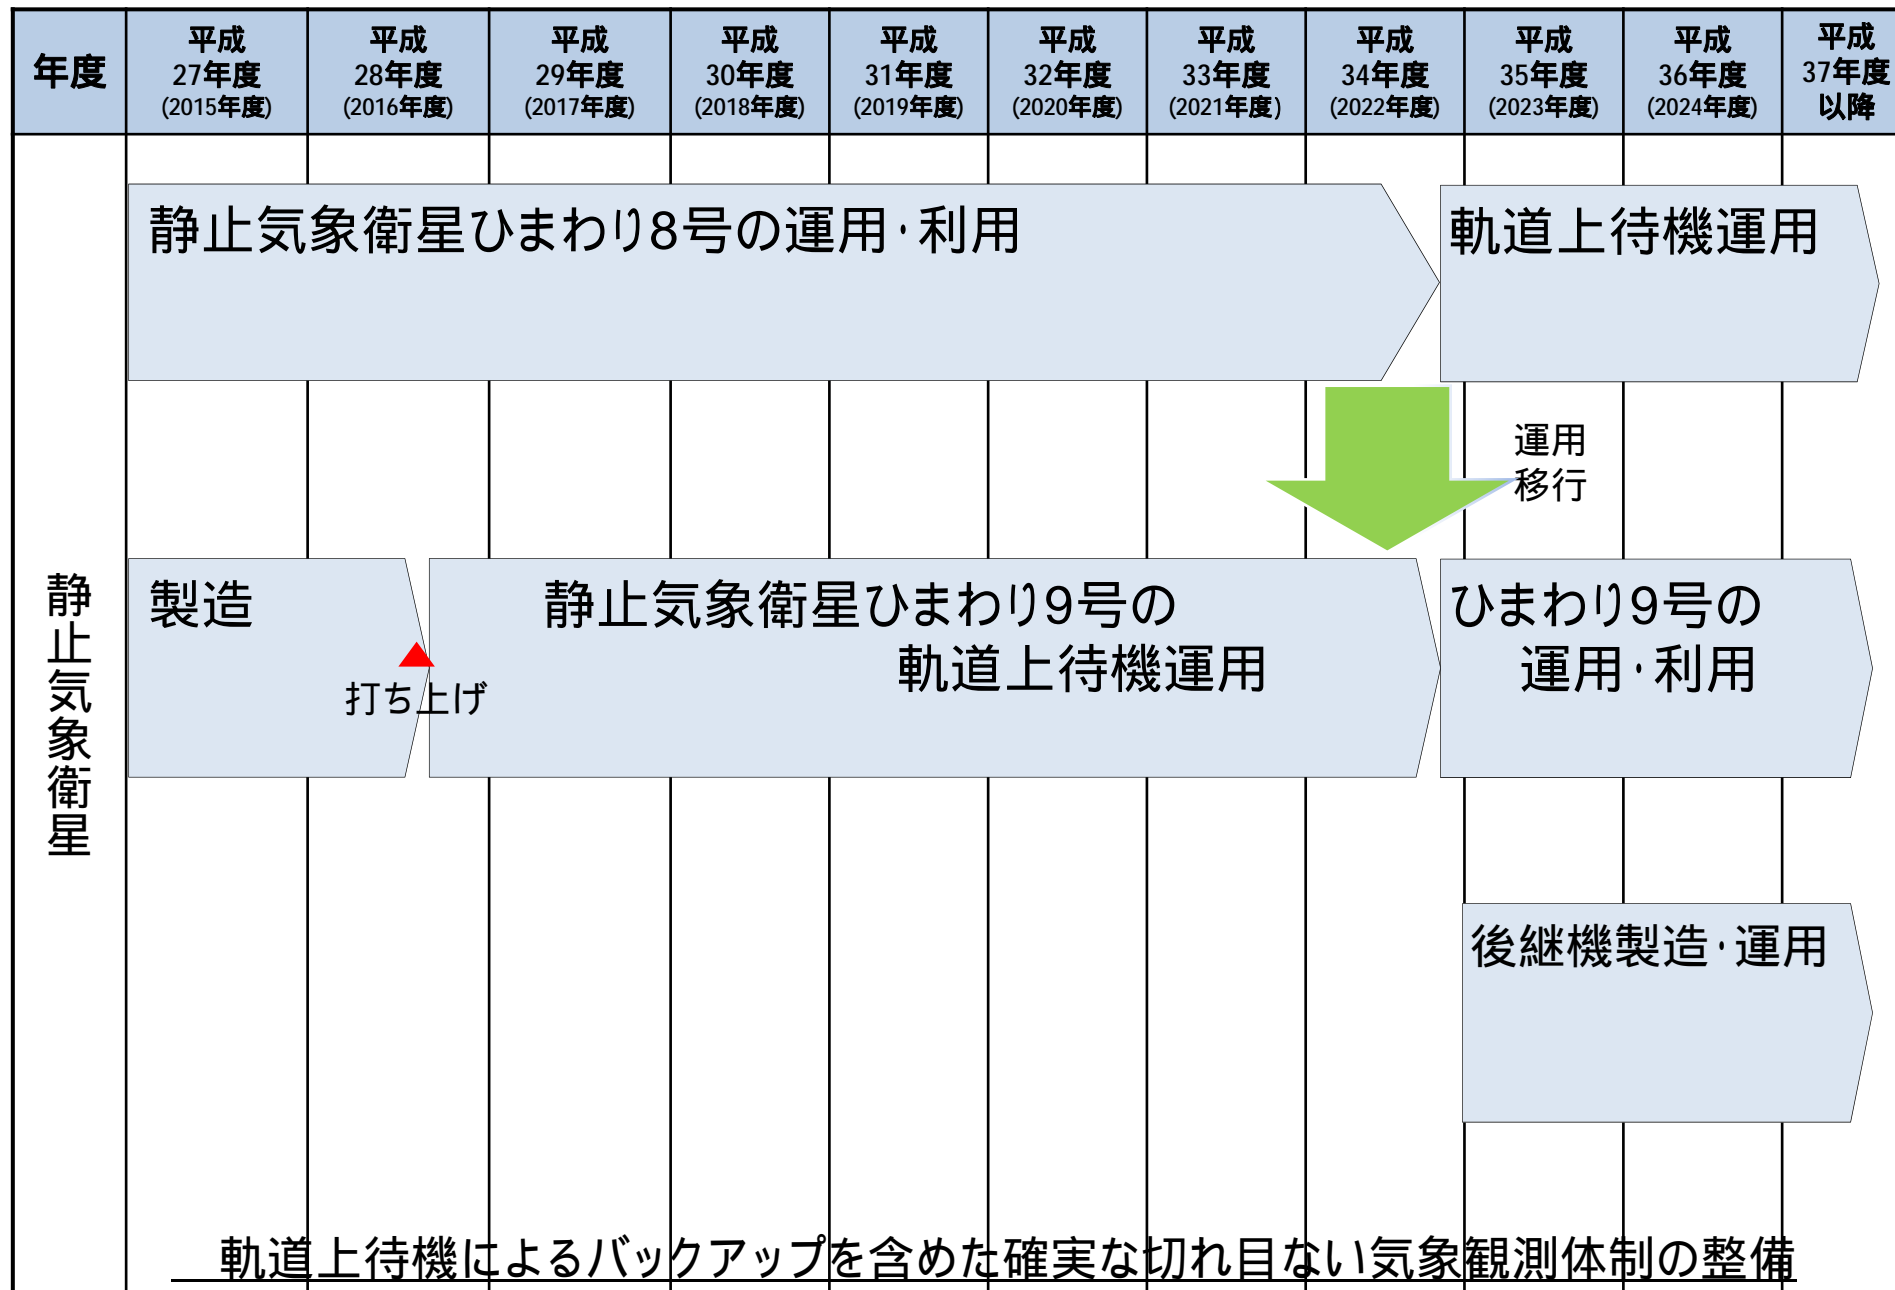 年度
平成
27年度
(2015年度)
平成
28年度
(2016年度)
平成
29年度
(2017年度)
平成
30年度
(2018年度)
平成
31年度
(2019年度)
平成
32年度
(2020年度)
平成
33年度
(2021年度)
平成
34年度
(2022年度)
平成
35年度
(2023年度)
平成
36年度
(2024年度)
平成
37年度
以降
静止気象衛星
静止気象衛星ひまわり8号の運用・利用
軌道上待機運用
運用
移行
製造
打ち上げ
静止気象衛星ひまわり9号の
軌道上待機運用
ひまわり9号の
運用・利用
後継機製造・運用
軌道上待機によるバックアップを含めた確実な切れ目ない気象観測体制の整備